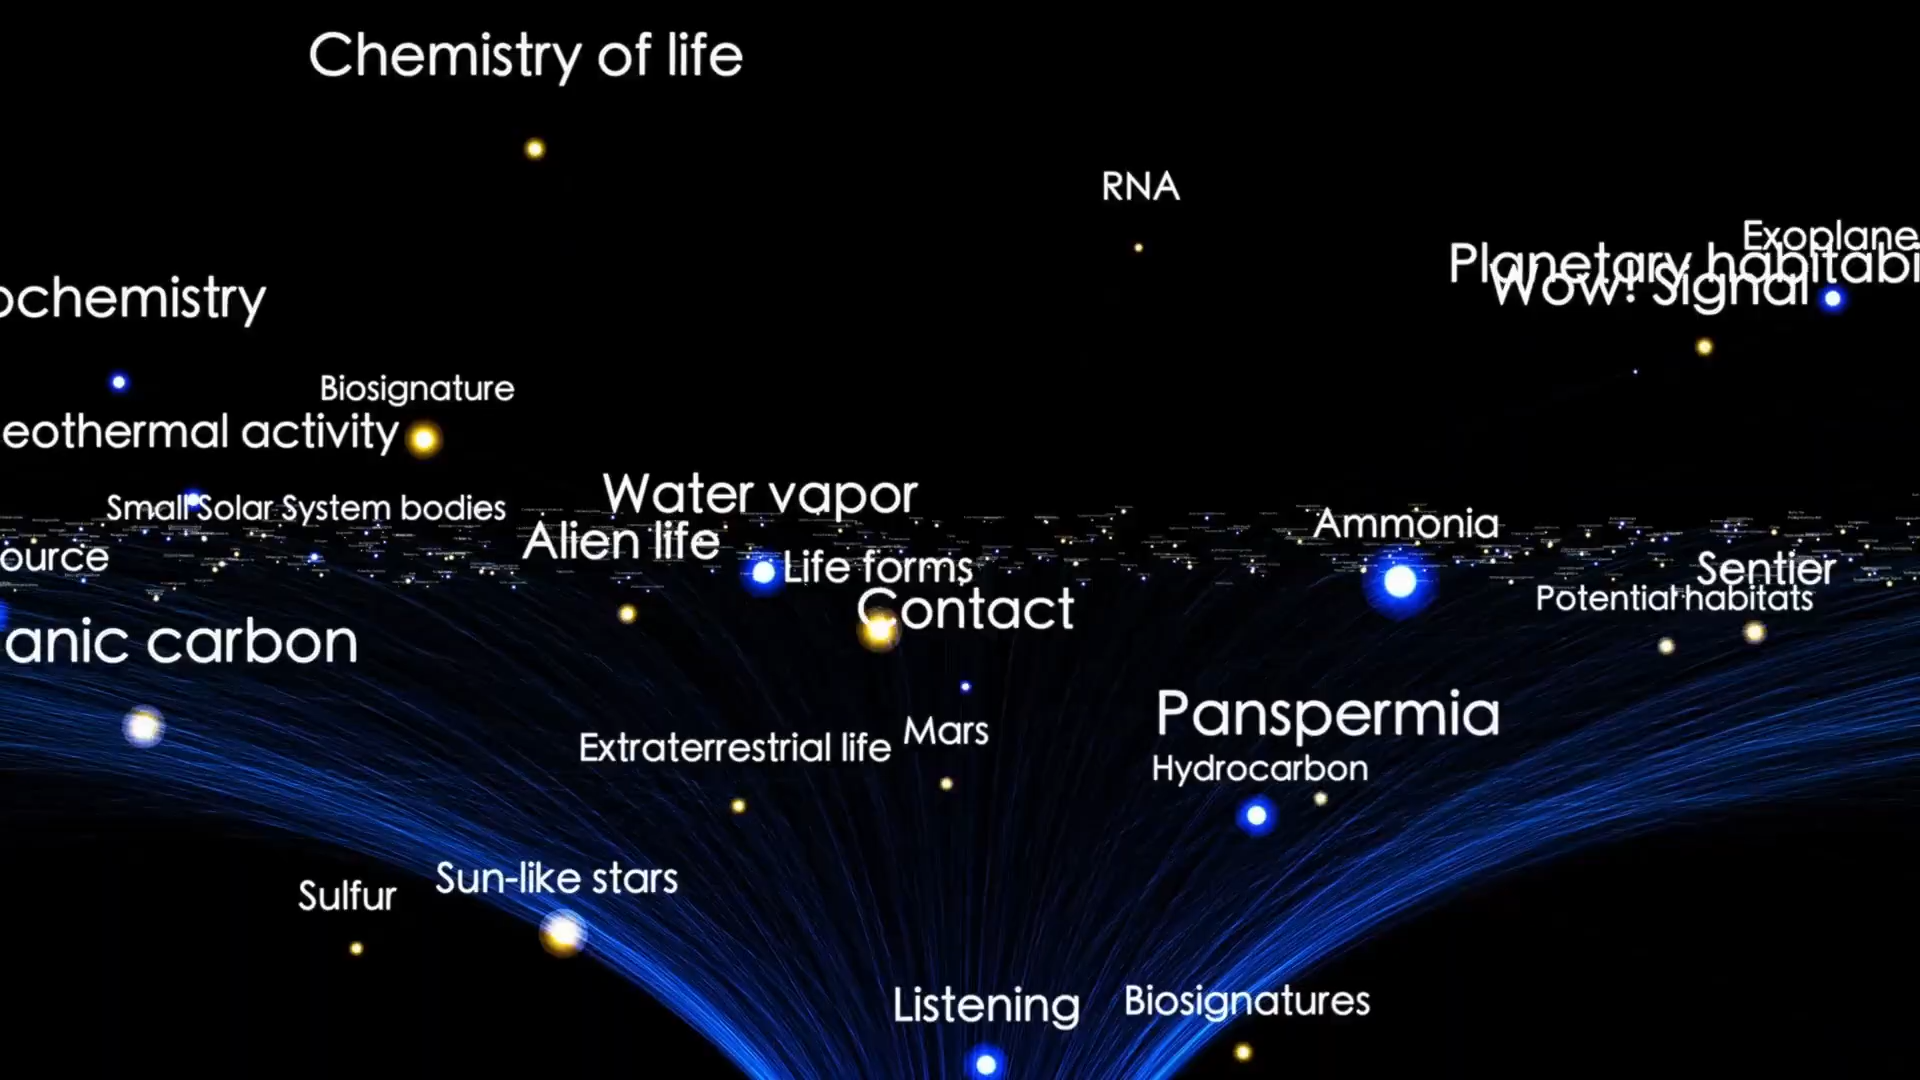 Chemistry of life
RNA
Exoplane
Planetary habitabi
Wow! Signal
ochemistry
Biosignature
eothermal activity
Water vapor
Small Solar System bodies
Ammonia
Alien life
ource
Life forms
Sentier
Potential habitats
Contact
anic carbon
Panspermia
Mars
Extraterrestrial life
Hydrocarbon
Sun-like stars
Sulfur
Listening
Biosignatures